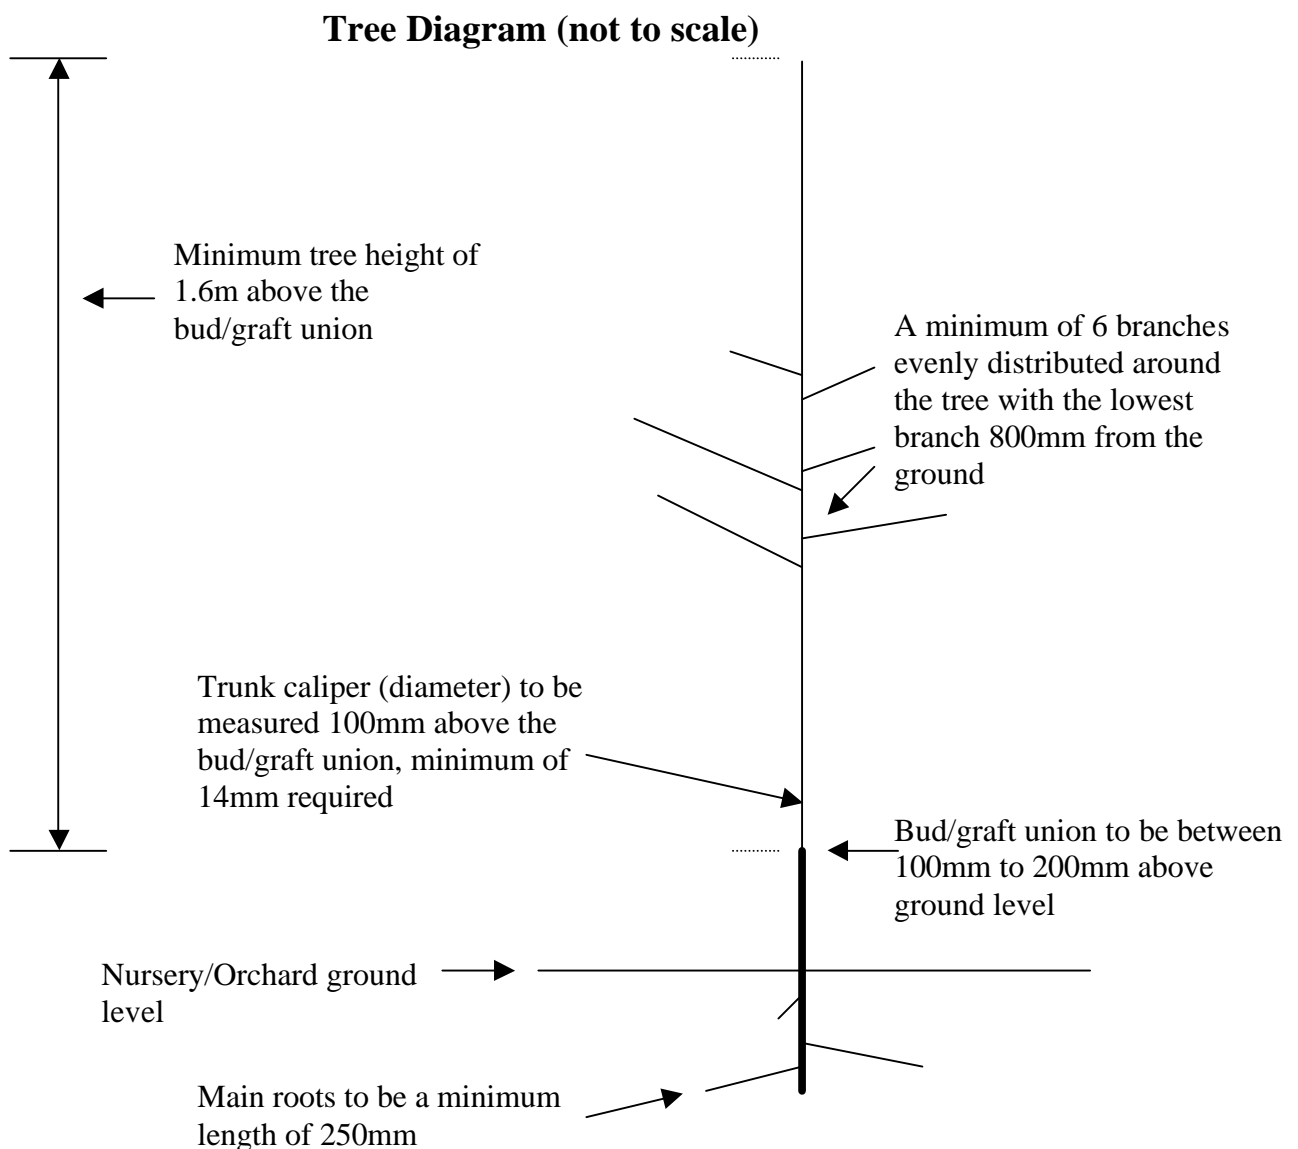 Tree Diagram (not to scale)
Minimum tree height of
1.6m above the
bud/graft union
A minimum of 6 branches
evenly distributed around
the tree with the lowest
branch 800mm from the
ground
Trunk caliper (diameter) to be
measured 100mm above the
bud/graft union, minimum of
14mm required
Bud/graft union to be between
100mm to 200mm above
ground level
Nursery/Orchard ground
level
Main roots to be a minimum
length of 250mm